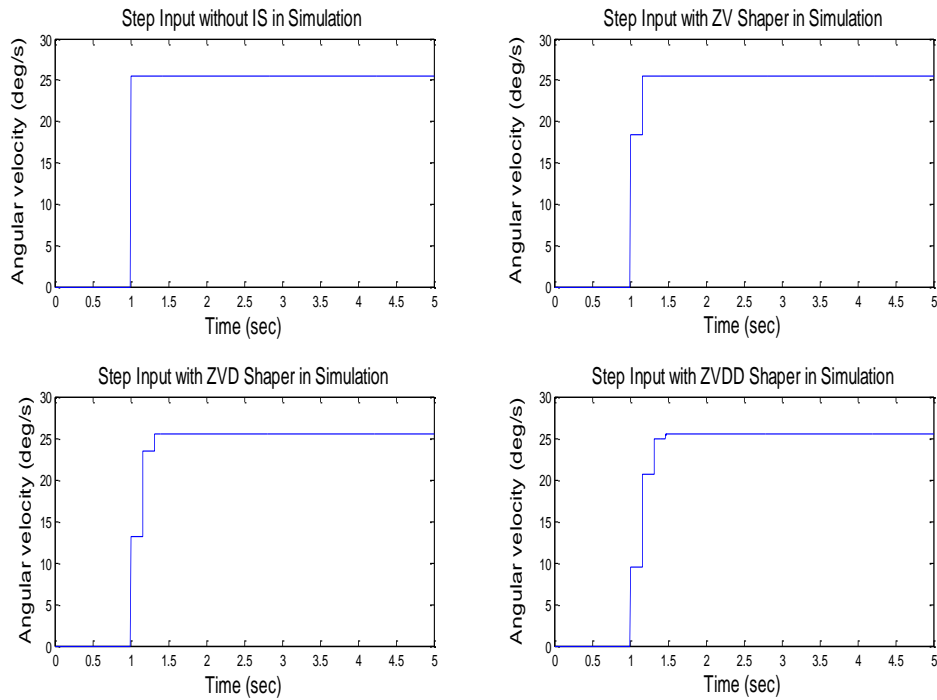 Step Input without IS in Simulation
Angular velocity (deg/s)
30
25
20
15
10
5
0
0 0.5 1 1.5 2 2.5 3 3.5 4 4.5 5
Time (sec)
Step Input with ZV Shaper in Simulation
Angular velocity (deg/s)
30
25
20
15
10
5
0
0 0.5 1 1.5 2 2.5 3 3.5 4 4.5 5
Time (sec)
Step Input with ZVD Shaper in Simulation
Angular velocity (deg/s)
30
25
20
15
10
5
0
0 0.5 1 1.5 2 2.5 3 3.5 4 4.5 5
Time (sec)
Step Input with ZVDD Shaper in Simulation
Angular velocity (deg/s)
30
25
20
15
10
5
0
0 0.5 1 1.5 2 2.5 3 3.5 4 4.5 5
Time (sec)